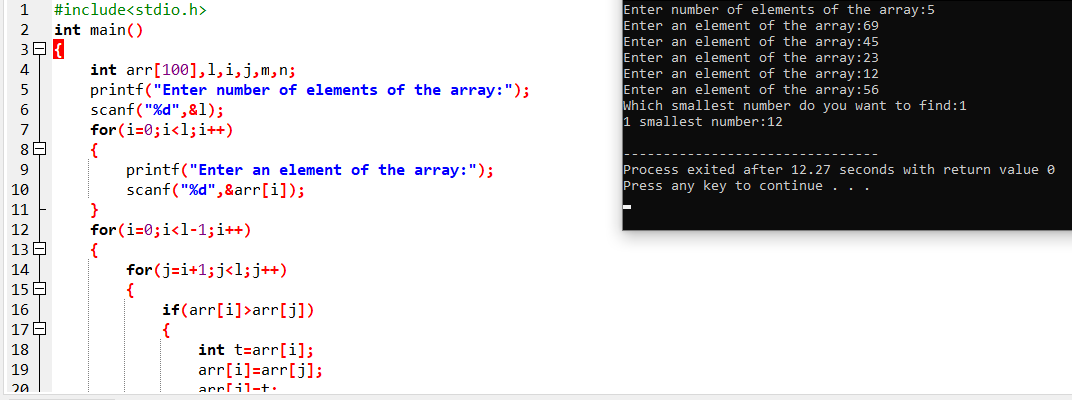 1 #include<stdio.h>
2 int main()
3 {
4 int arr[100],l,i,j,m,n;
5 printf("Enter number of elements of the array:");
6 scanf("%d",&l);
7 for(i=0;i<l;i++)
8 {
9 printf("Enter an element of the array:");
10 scanf("%d",&arr[i]);
11 }
12 for(i=0;i<l-1;i++)
13 {
14 for(j=i+1;j<l;j++)
15 {
16 if(arr[i]>arr[j])
17 {
18 int t=arr[i];
19 arr[i]=arr[j];
20 arr[j]=t;
Enter number of elements of the array:5
Enter an element of the array:69
Enter an element of the array:45
Enter an element of the array:23
Enter an element of the array:12
Enter an element of the array:56
Which smallest number do you want to find:1
1 smallest number:12
--------------------------------
Process exited after 12.27 seconds with return value 0
Press any key to continue . . .